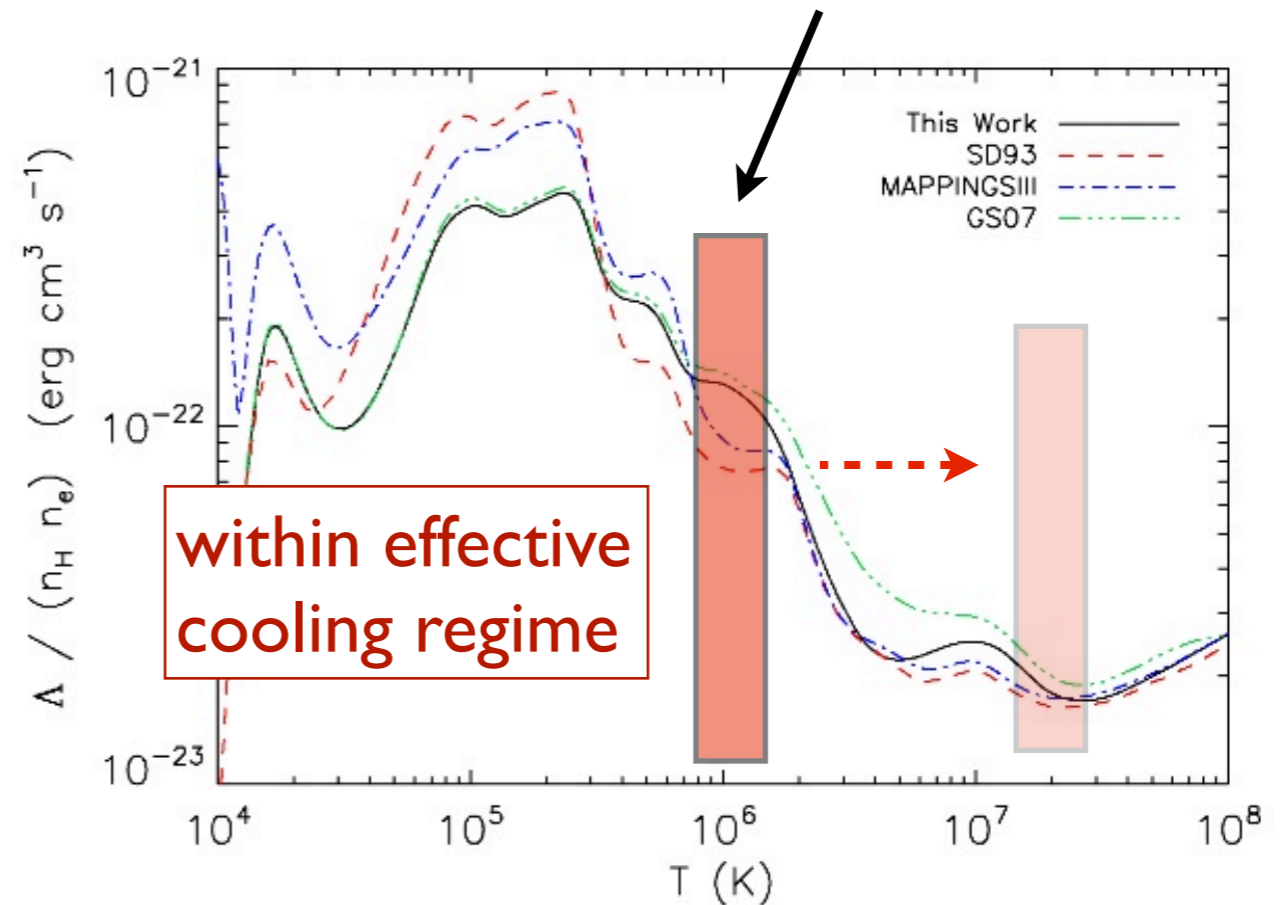 10⁻²¹
This Work
SD93
MAPPINGSIII
GS07
10⁻²²
Λ / (n_H n_e) (erg cm³ s⁻¹)
within effective
cooling regime
10⁻²³
10⁴ 10⁵ 10⁶ 10⁷ 10⁸
T (K)